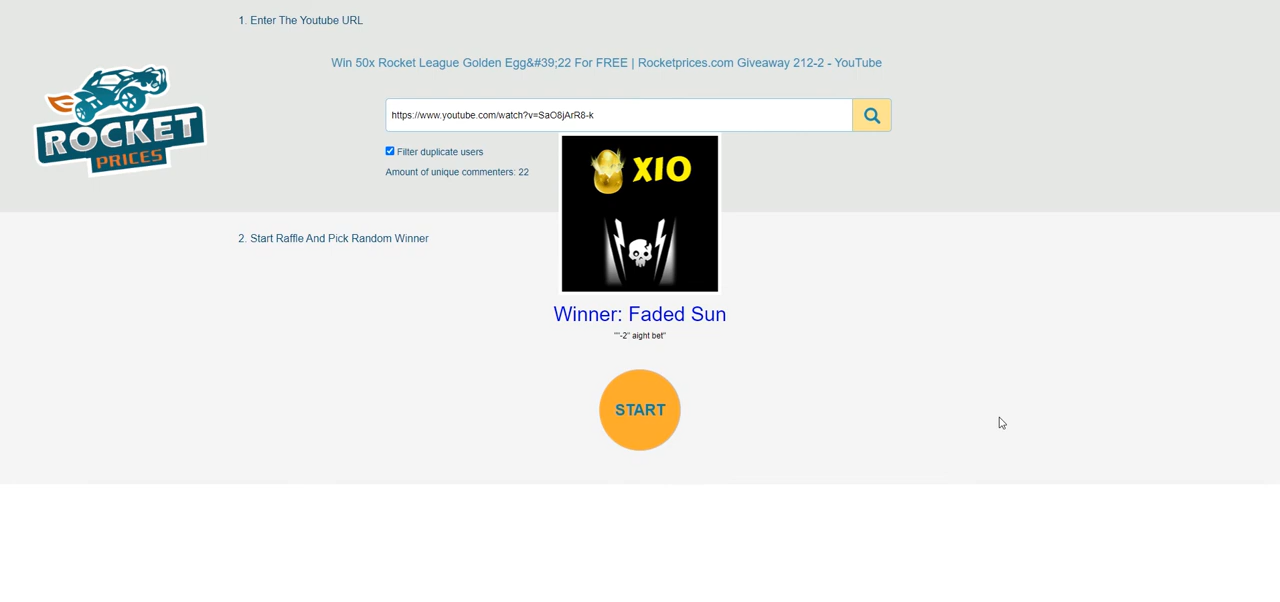 1. Enter The Youtube URL
Win 50x Rocket League Golden Egg&#39;22 For FREE | Rocketprices.com Giveaway 212-2 - YouTube
ROCKET
PRICES
https://www.youtube.com/watch?v=SaO8jArR8-k
Filter duplicate users
Amount of unique commenters: 22
X10
2. Start Raffle And Pick Random Winner
Winner: Faded Sun
""-2" aight bet"
START